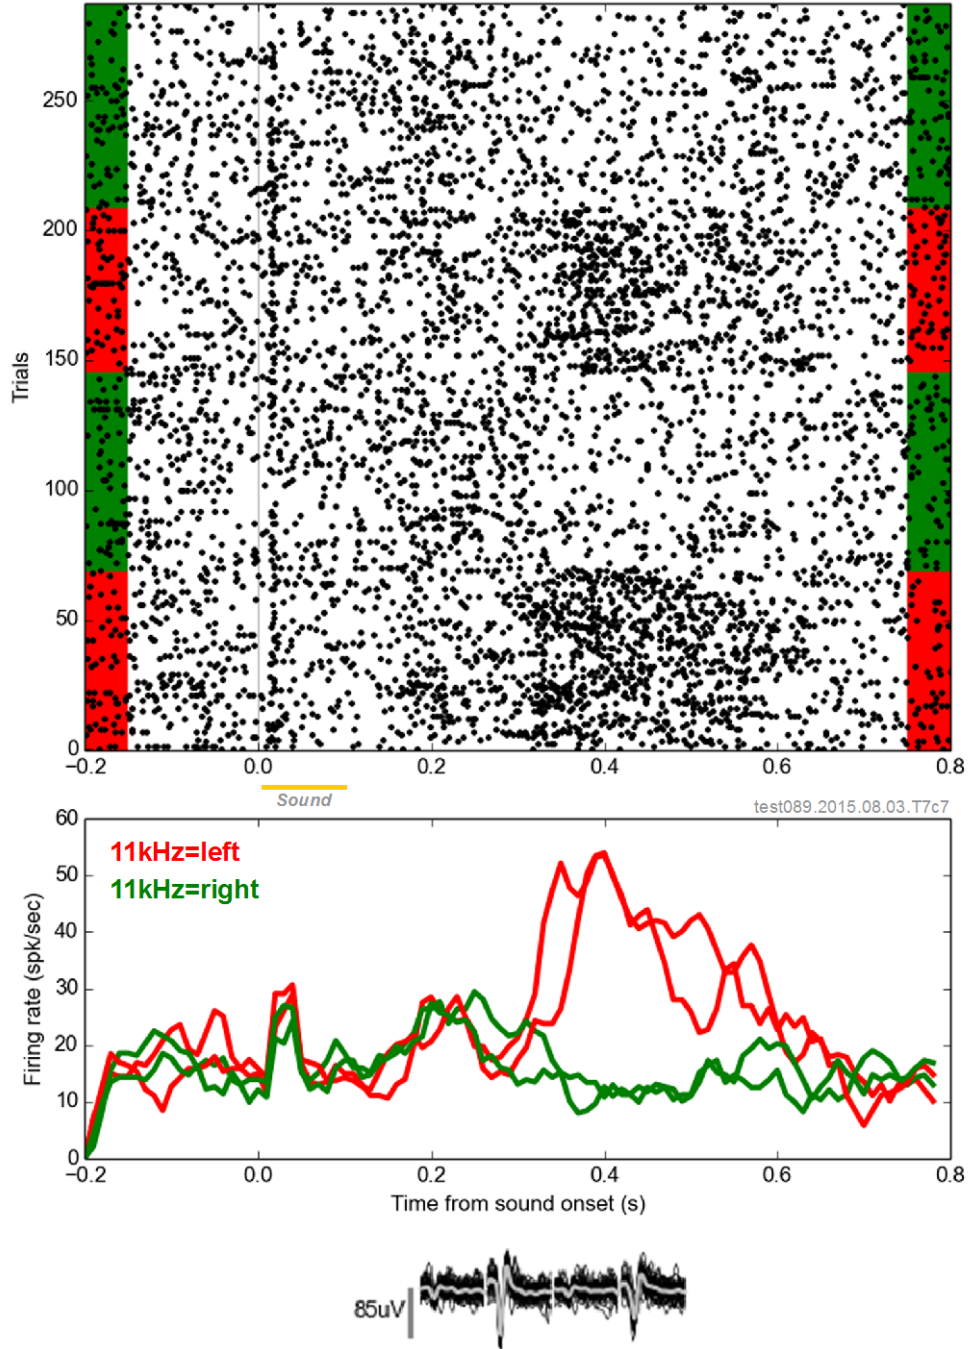 250
200
150
100
50
0
Trials
−0.2 0.0 0.2 0.4 0.6 0.8
Sound
test089.2015.08.03.T7c7
60
50
40
30
20
10
0
11kHz=left
11kHz=right
Firing rate (spk/sec)
−0.2 0.0 0.2 0.4 0.6 0.8
Time from sound onset (s)
85uV